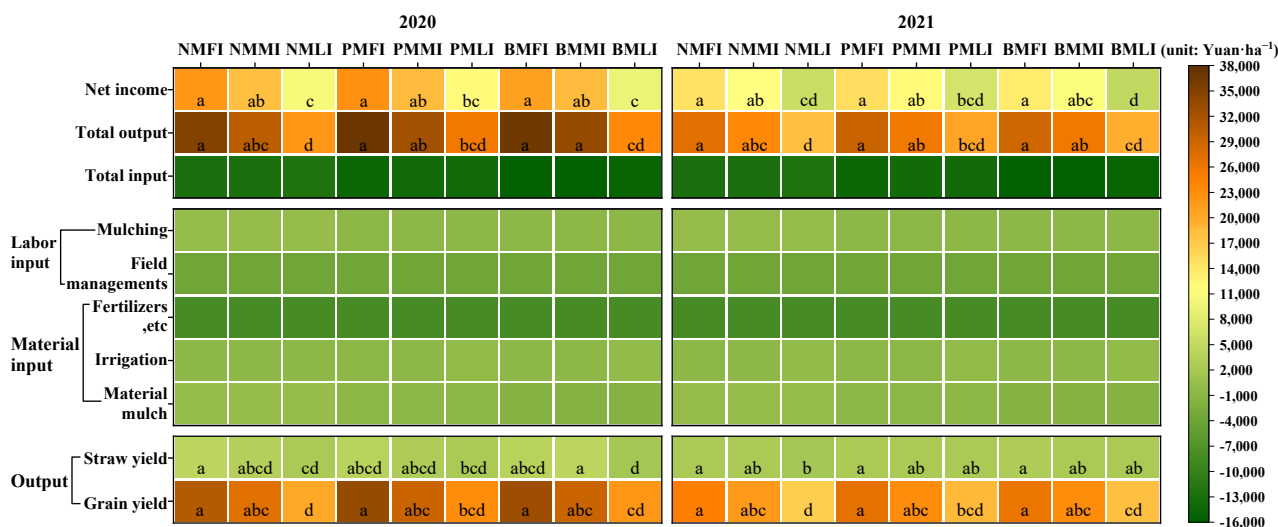 2020 2021
NMFI NMMI NMLI PMFI PMMI PMLI BMFI BMMI BMLI NMFI NMMI NMLI PMFI PMMI PMLI BMFI BMMI BMLI (unit: Yuan·ha⁻¹)
38,000
Net income a ab c a ab bc a ab c a ab cd a ab bcd a abc d
35,000
32,000
Total output a abc d a ab bcd a a cd a abc d a ab bcd a ab cd
29,000
26,000
Total input
23,000
20,000
Labor input
Mulching
17,000
Field managements
14,000
11,000
Material input
Fertilizers ,etc
8,000
Irrigation
5,000
2,000
Material mulch
-1,000
-4,000
Output
Straw yield a abcd cd abcd abcd bcd abcd a d a ab b a ab ab a ab ab
-7,000
-10,000
Grain yield a abc d a abc bcd a abc cd a abc d a abc bcd a abc cd
-13,000
-16,000